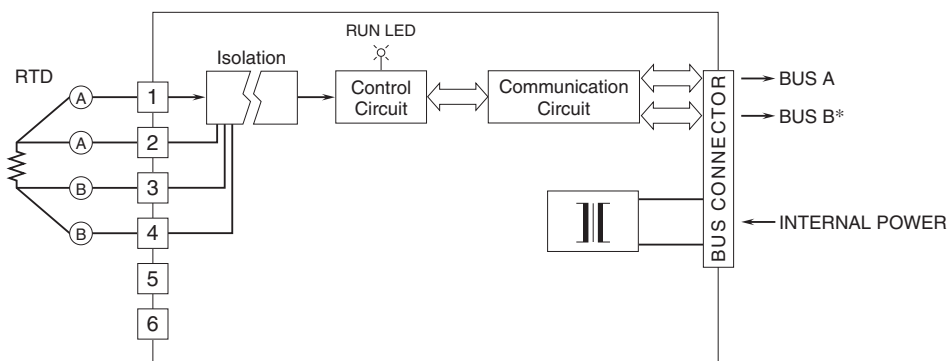 RUN LED
Isolation
RTD
A
1
Control
Circuit
Communication
Circuit
BUS A
BUS B*
A
2
B
3
B
4
5
6
BUS CONNECTOR
INTERNAL POWER